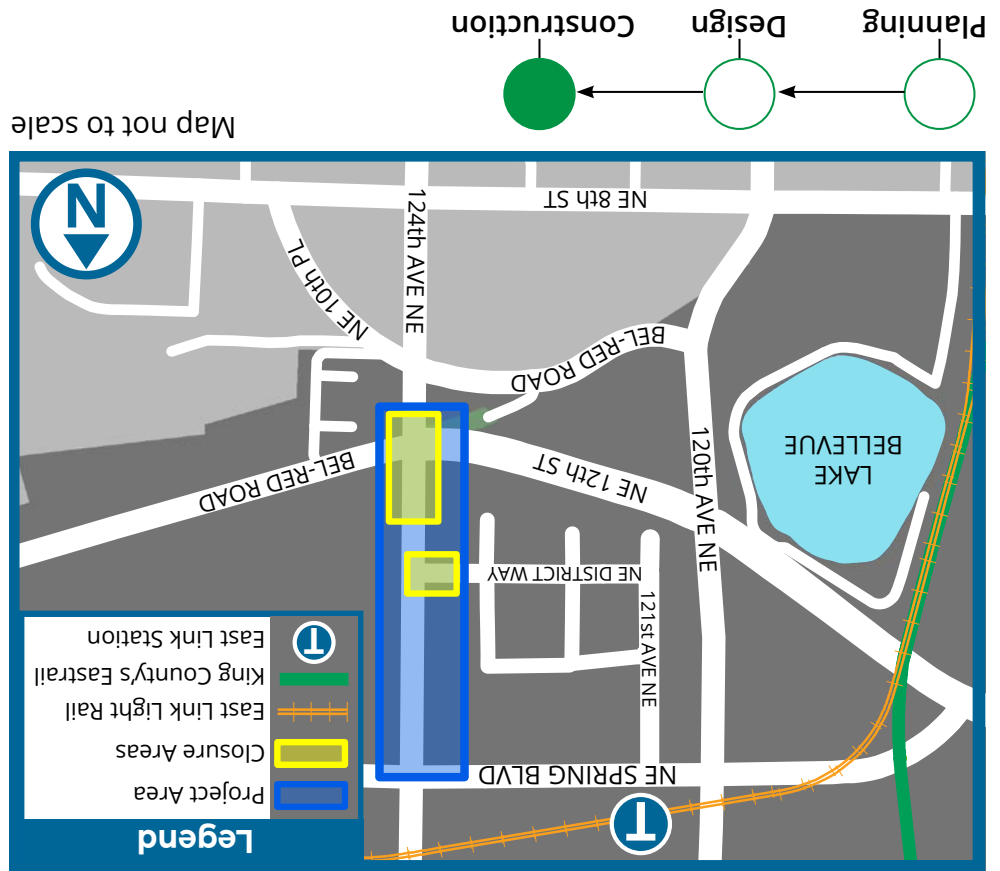 Legend
Project Area
Closure Areas
East Link Light Rail
King County's Eastrail
East Link Station
T
T
NE SPRING BLVD
121st AVE NE
NE DISTRICT WAY
120th AVE NE
LAKE
BELLEVUE
NE 12th ST
BEL-RED ROAD
BEL-RED ROAD
NE 10th PL
124th AVE NE
NE 8th ST
N
Map not to scale
Planning
Design
Construction